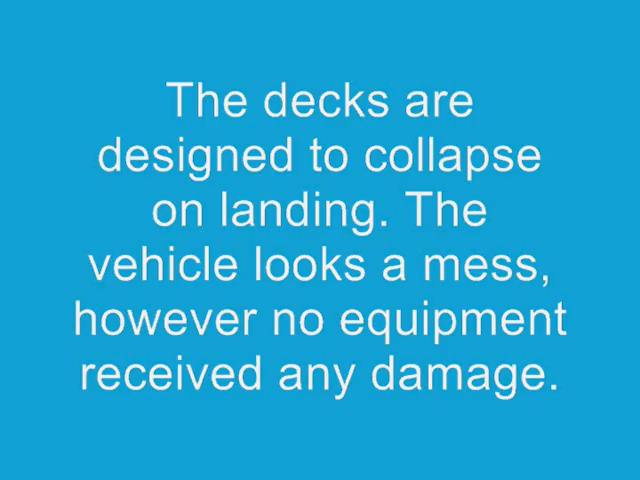 The decks are
designed to collapse
on landing. The
vehicle looks a mess,
however no equipment
received any damage.